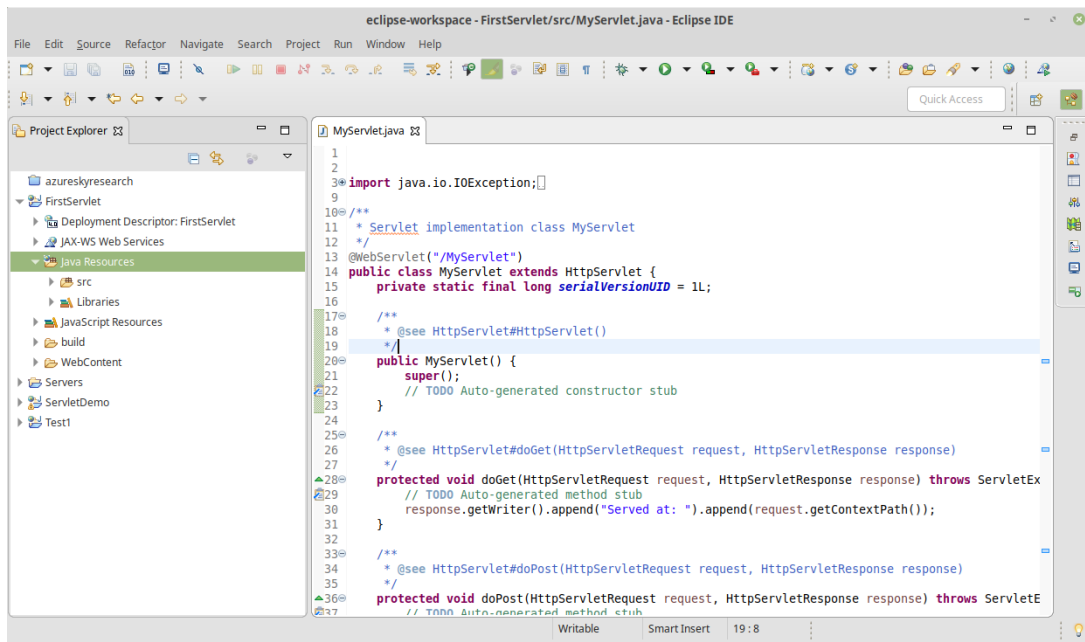 eclipse-workspace - FirstServlet/src/MyServlet.java - Eclipse IDE
File Edit Source Refactor Navigate Search Project Run Window Help
Quick Access
Project Explorer
azureskyresearch
FirstServlet
Deployment Descriptor: FirstServlet
JAX-WS Web Services
Java Resources
src
Libraries
JavaScript Resources
build
WebContent
Servers
ServletDemo
Test1
MyServlet.java
1
2
3 import java.io.IOException;
9
10 /**
11  * Servlet implementation class MyServlet
12  */
13 @WebServlet("/MyServlet")
14 public class MyServlet extends HttpServlet {
15     private static final long serialVersionUID = 1L;
16
17     /**
18      * @see HttpServlet#HttpServlet()
19      */
20     public MyServlet() {
21         super();
22         // TODO Auto-generated constructor stub
23     }
24
25     /**
26      * @see HttpServlet#doGet(HttpServletRequest request, HttpServletResponse response)
27      */
28     protected void doGet(HttpServletRequest request, HttpServletResponse response) throws ServletEx
29         // TODO Auto-generated method stub
30         response.getWriter().append("Served at: ").append(request.getContextPath());
31     }
32
33     /**
34      * @see HttpServlet#doPost(HttpServletRequest request, HttpServletResponse response)
35      */
36     protected void doPost(HttpServletRequest request, HttpServletResponse response) throws ServletE
37         // TODO Auto-generated method stub
Writable Smart Insert 19 : 8